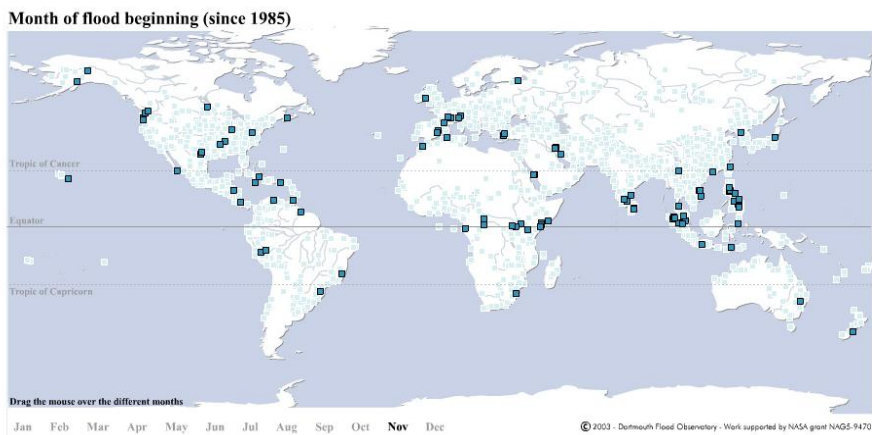 Month of flood beginning (since 1985)
Tropic of Cancer
Equator
Tropic of Capricorn
Drag the mouse over the different months
Jan Feb Mar Apr May Jun Jul Aug Sep Oct Nov Dec
© 2003 - Dartmouth Flood Observatory - Work supported by NASA grant NAG5-9470